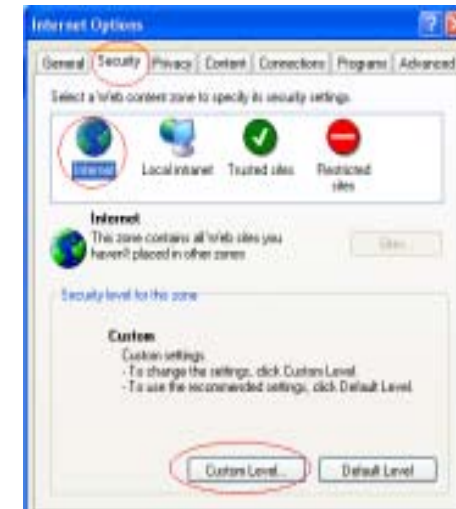 Internet Options
General Security Privacy Content Connections Programs Advanced
Select a Web content zone to specify its security settings.
Internet Local intranet Trusted sites Restricted sites
Internet
This zone contains all Web sites you
haven't placed in other zones
Sites...
Security level for this zone
Custom
Custom settings.
- To change the settings, click Custom Level.
- To use the recommended settings, click Default Level.
Custom Level... Default Level